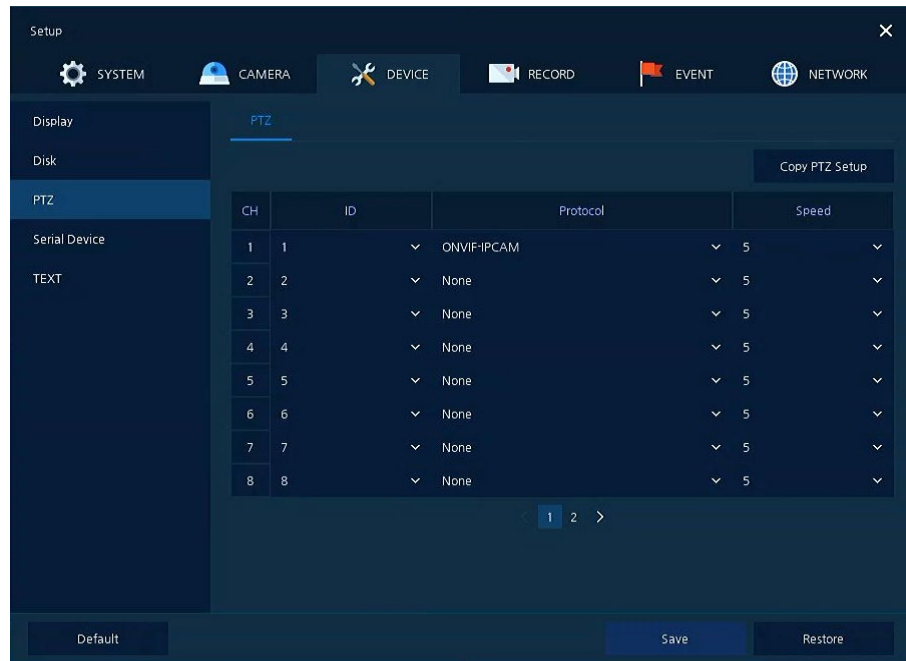 Setup
SYSTEM CAMERA DEVICE RECORD EVENT NETWORK
Display
Disk
PTZ
Serial Device
TEXT
PTZ
Copy PTZ Setup
CH ID Protocol Speed
1 1 ONVIF-IPCAM 5
2 2 None 5
3 3 None 5
4 4 None 5
5 5 None 5
6 6 None 5
7 7 None 5
8 8 None 5
1 2
Default Save Restore